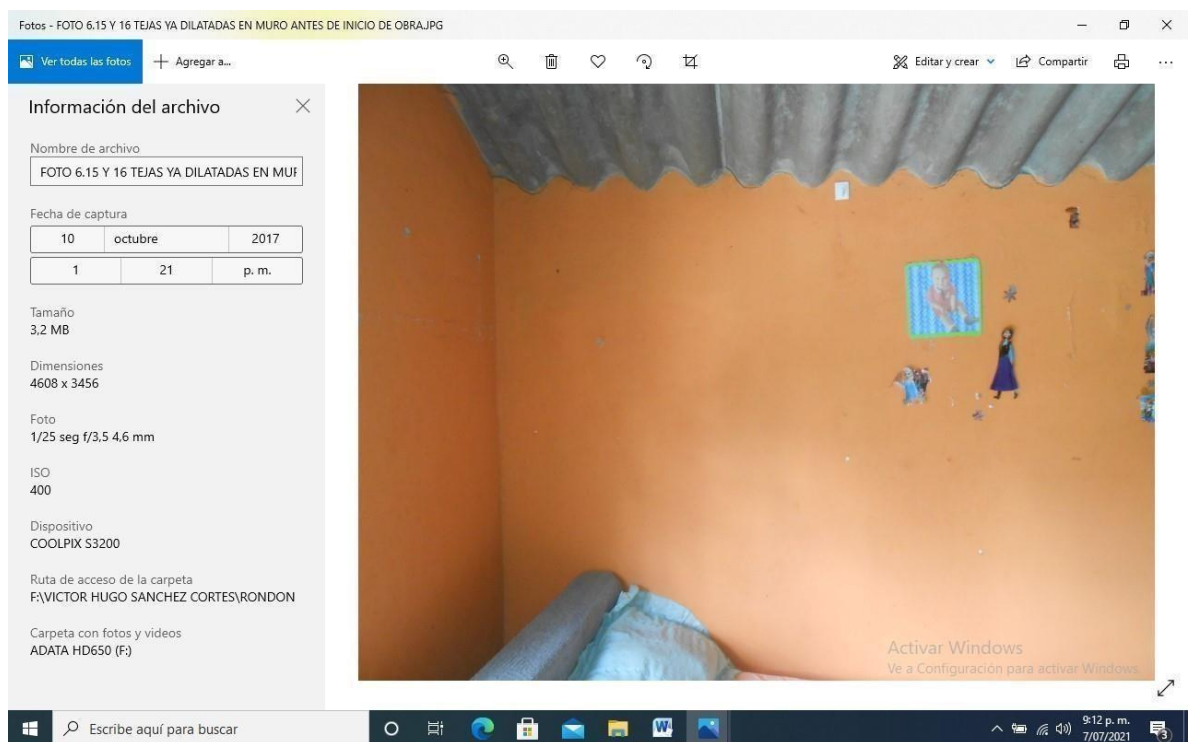 Fotos - FOTO 6.15 Y 16 TEJAS YA DILATADAS EN MURO ANTES DE INICIO DE OBRA.JPG
Ver todas las fotos
Agregar a...
Editar y crear
Compartir
Información del archivo
Nombre de archivo
FOTO 6.15 Y 16 TEJAS YA DILATADAS EN MUF
Fecha de captura
10 octubre 2017
1 21 p. m.
Tamaño
3,2 MB
Dimensiones
4608 x 3456
Foto
1/25 seg f/3,5 4,6 mm
ISO
400
Dispositivo
COOLPIX S3200
Ruta de acceso de la carpeta
F:\VICTOR HUGO SANCHEZ CORTES\RONDON
Carpeta con fotos y videos
ADATA HD650 (F:)
Activar Windows
Ve a Configuración para activar Windows.
Escribe aquí para buscar
W
9:12 p. m.
7/07/2021
3